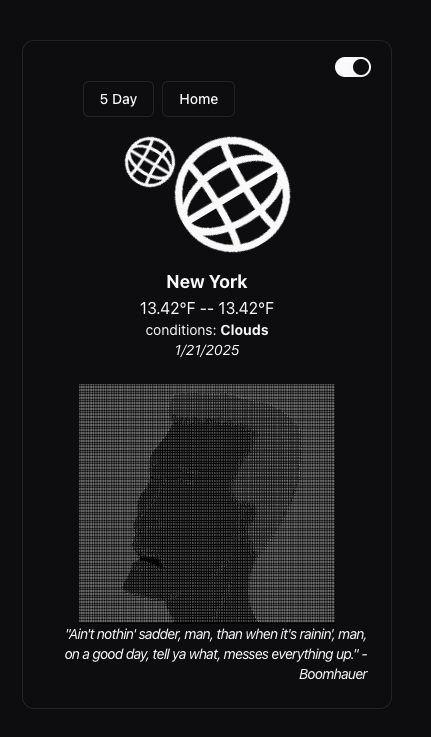 5 Day
Home
New York
13.42°F -- 13.42°F
conditions: Clouds
1/21/2025
"Ain't nothin' sadder, man, than when it's rainin', man,
on a good day, tell ya what, messes everything up." -
Boomhauer